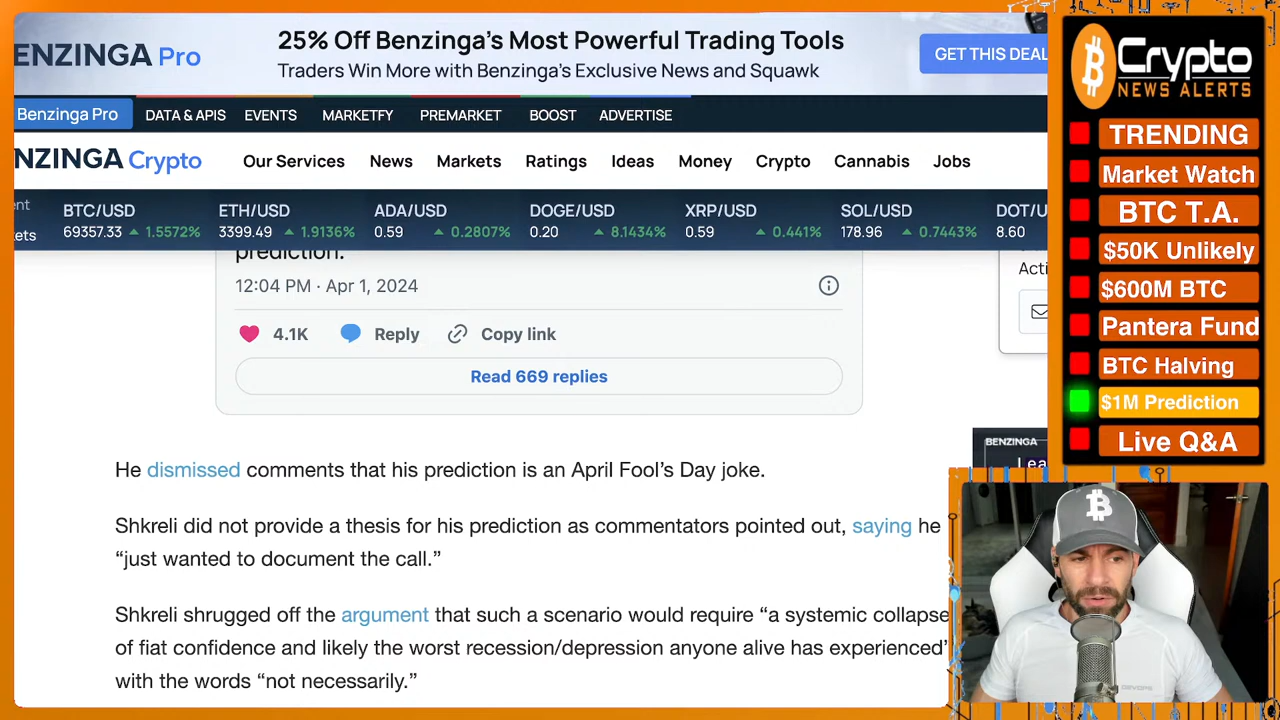 ENZINGA Pro
25% Off Benzinga's Most Powerful Trading Tools
Traders Win More with Benzinga's Exclusive News and Squawk
GET THIS DEAL
Benzinga Pro
DATA & APIS
EVENTS
MARKETFY
PREMARKET
BOOST
ADVERTISE
NZINGA Crypto
Our Services
News
Markets
Ratings
Ideas
Money
Crypto
Cannabis
Jobs
BTC/USD
69357.33 ▲ 1.5572%
ETH/USD
3399.49 ▲ 1.9136%
ADA/USD
0.59 ▲ 0.2807%
DOGE/USD
0.20 ▲ 8.1434%
XRP/USD
0.59 ▲ 0.441%
SOL/USD
178.96 ▲ 0.7443%
DOT/U
8.60
prediction.
12:04 PM · Apr 1, 2024
4.1K
Reply
Copy link
Read 669 replies
Acti
BENZINGA
Lea
He dismissed comments that his prediction is an April Fool's Day joke.
Shkreli did not provide a thesis for his prediction as commentators pointed out, saying he
“just wanted to document the call.”
Shkreli shrugged off the argument that such a scenario would require “a systemic collapse
of fiat confidence and likely the worst recession/depression anyone alive has experienced”
with the words “not necessarily.”
Crypto
NEWS ALERTS
TRENDING
Market Watch
BTC T.A.
$50K Unlikely
$600M BTC
Pantera Fund
BTC Halving
$1M Prediction
Live Q&A